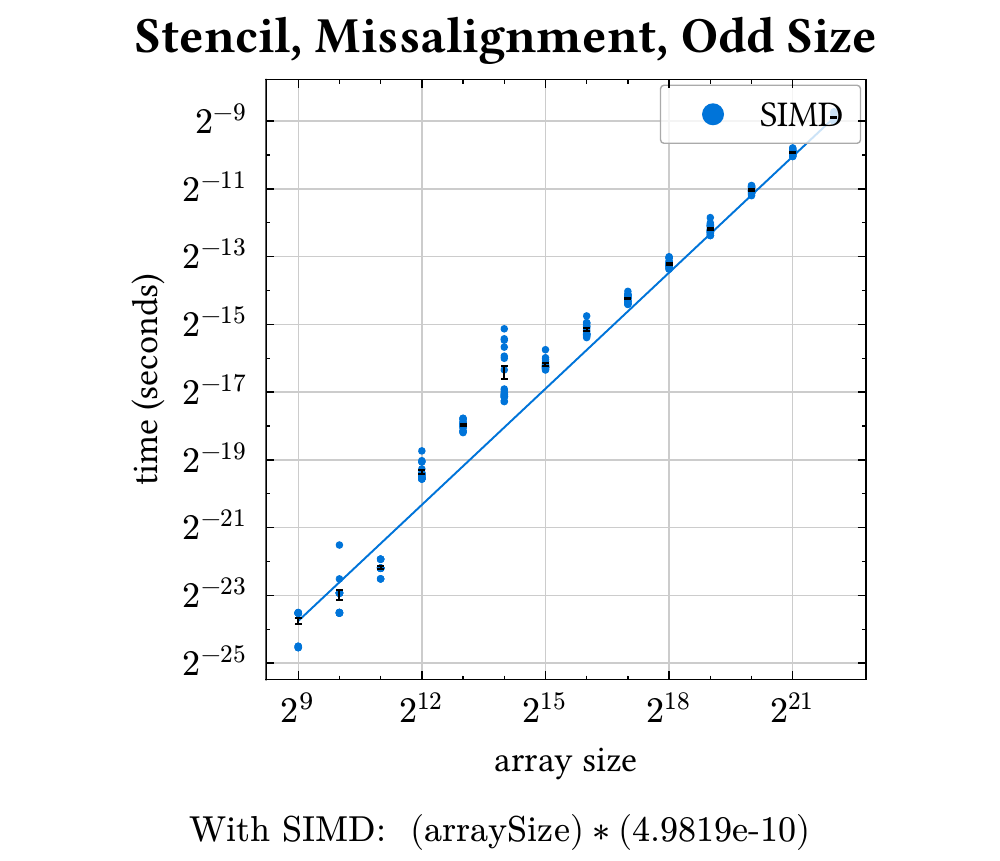 Stencil, Missalignment, Odd Size
SIMD
2^−9
2^−11
2^−13
2^−15
2^−17
2^−19
2^−21
2^−23
2^−25
time (seconds)
2^9 2^12 2^15 2^18 2^21
array size
With SIMD: (arraySize) ∗ (4.9819e-10)